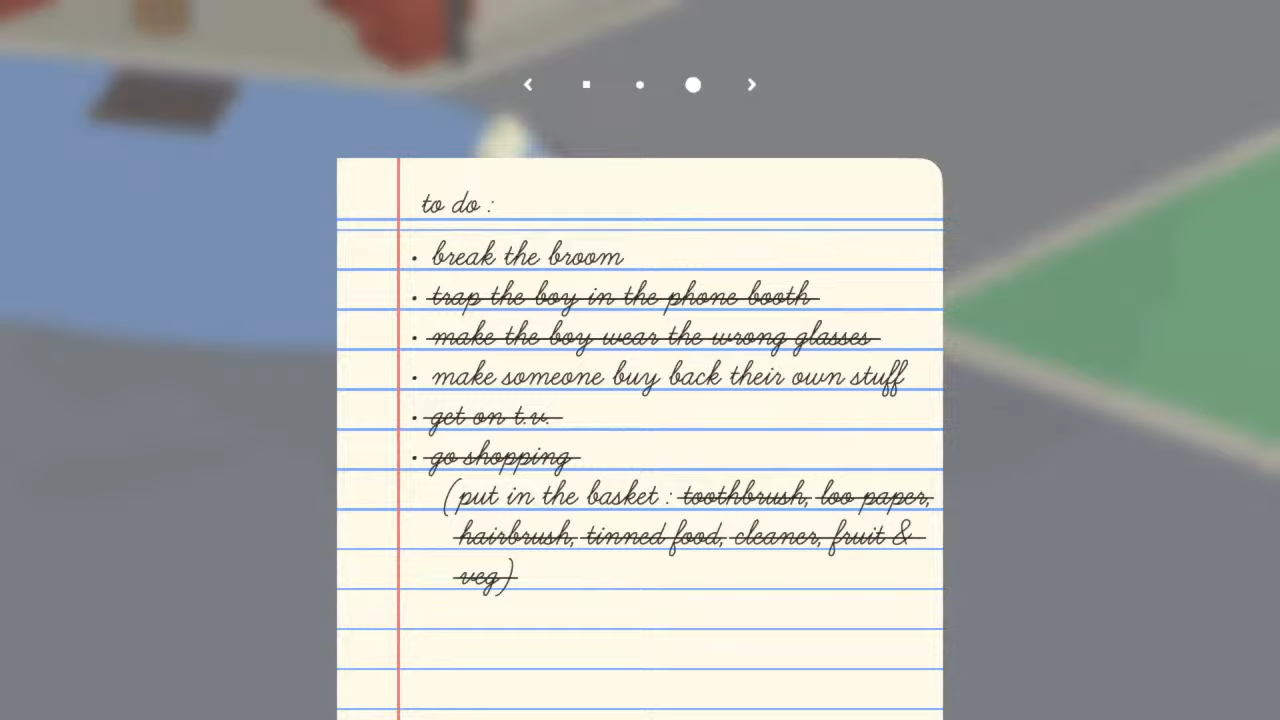 to do :
• break the broom
• trap the boy in the phone booth
• make the boy wear the wrong glasses
• make someone buy back their own stuff
• get on t.v.
• go shopping
(put in the basket : toothbrush, loo paper,
hairbrush, tinned food, cleaner, fruit &
veg)